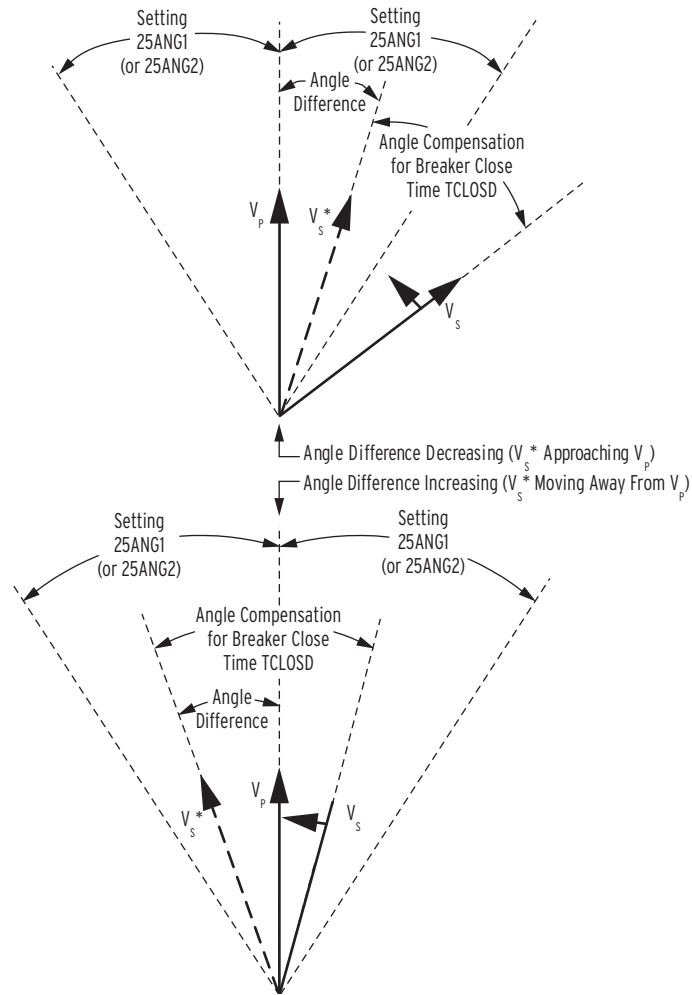 Setting
25ANG1
(or 25ANG2)
Setting
25ANG1
(or 25ANG2)
Angle
Difference
Angle Compensation
for Breaker Close
Time TCLOSD
V_P
V_S*
V_S
Angle Difference Decreasing (V_S* Approaching V_P)
Angle Difference Increasing (V_S* Moving Away From V_P)
Setting
25ANG1
(or 25ANG2)
Setting
25ANG1
(or 25ANG2)
Angle Compensation
for Breaker Close
Time TCLOSD
Angle
Difference
V_P
V_S*
V_S